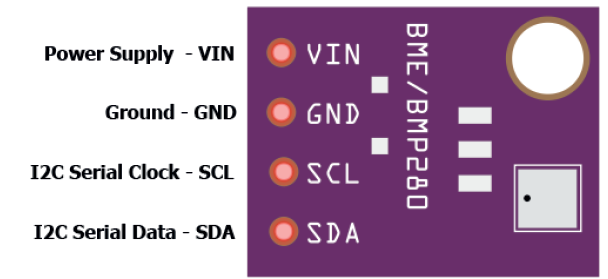 Power Supply - VIN
Ground - GND
I2C Serial Clock - SCL
I2C Serial Data - SDA
VIN
GND
SCL
SDA
BME/BMP280